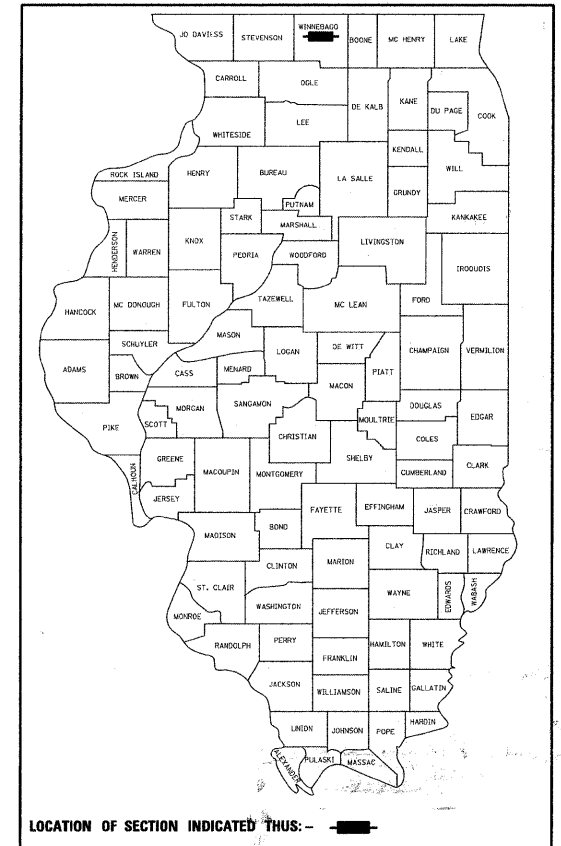 JO DAVIESS
STEVENSON
WINNEBAGO
BOONE
MC HENRY
LAKE
CARROLL
OGLE
DE KALB
KANE
DU PAGE
COOK
WHITESIDE
LEE
KENDALL
WILL
ROCK ISLAND
HENRY
BUREAU
LA SALLE
GRUNDY
MERCER
PUTNAM
KANKAKEE
HENDERSON
WARREN
KNOX
STARK
MARSHALL
LIVINGSTON
PEORIA
WOODFORD
IROQUOIS
HANCOCK
MC DONOUGH
FULTON
TAZEWELL
MC LEAN
FORD
MASON
SCHUYLER
LOGAN
DE WITT
CHAMPAIGN
VERMILION
ADAMS
BROWN
CASS
MENARD
PIATT
MACON
MORGAN
SANGAMON
DOUGLAS
EDGAR
PIKE
SCOTT
CHRISTIAN
MOULTRIE
COLES
CALHOUN
GREENE
MACOUPIN
MONTGOMERY
SHELBY
CUMBERLAND
CLARK
JERSEY
FAYETTE
EFFINGHAM
JASPER
CRAWFORD
MADISON
BOND
CLAY
RICHLAND
LAWRENCE
CLINTON
MARION
ST. CLAIR
WAYNE
EDWARDS
WABASH
MONROE
WASHINGTON
JEFFERSON
RANDOLPH
PERRY
HAMILTON
WHITE
FRANKLIN
JACKSON
WILLIAMSON
SALINE
GALLATIN
UNION
JOHNSON
POPE
HARDIN
ALEXANDER
PULASKI
MASSAC
LOCATION OF SECTION INDICATED THUS: -